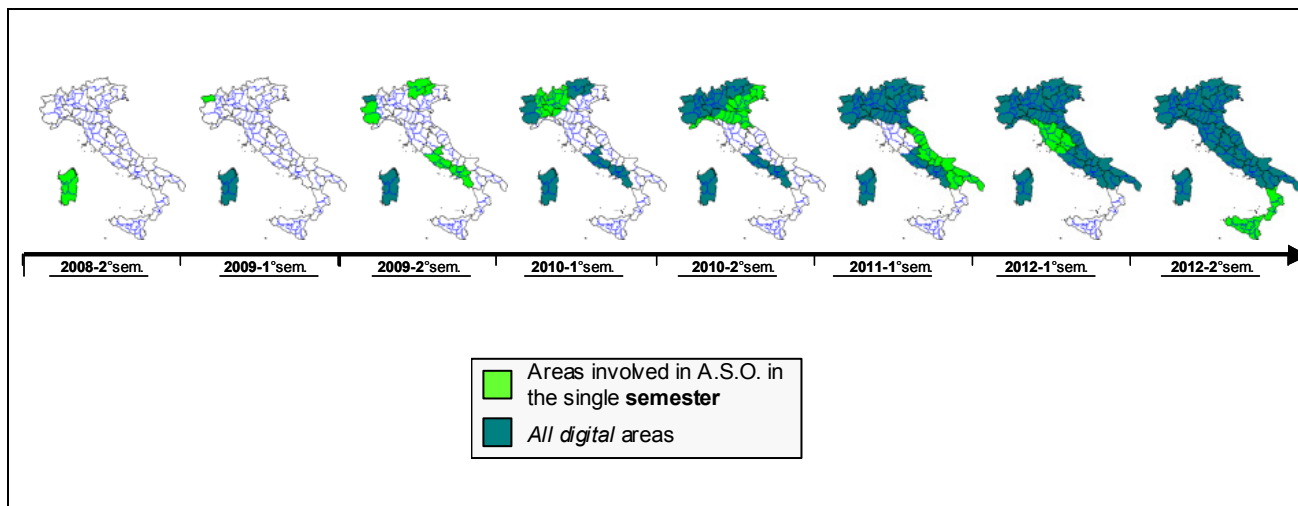 2008-2°sem.
2009-1°sem.
2009-2°sem.
2010-1°sem.
2010-2°sem.
2011-1°sem.
2012-1°sem.
2012-2°sem.
Areas involved in A.S.O. in
the single semester
All digital areas